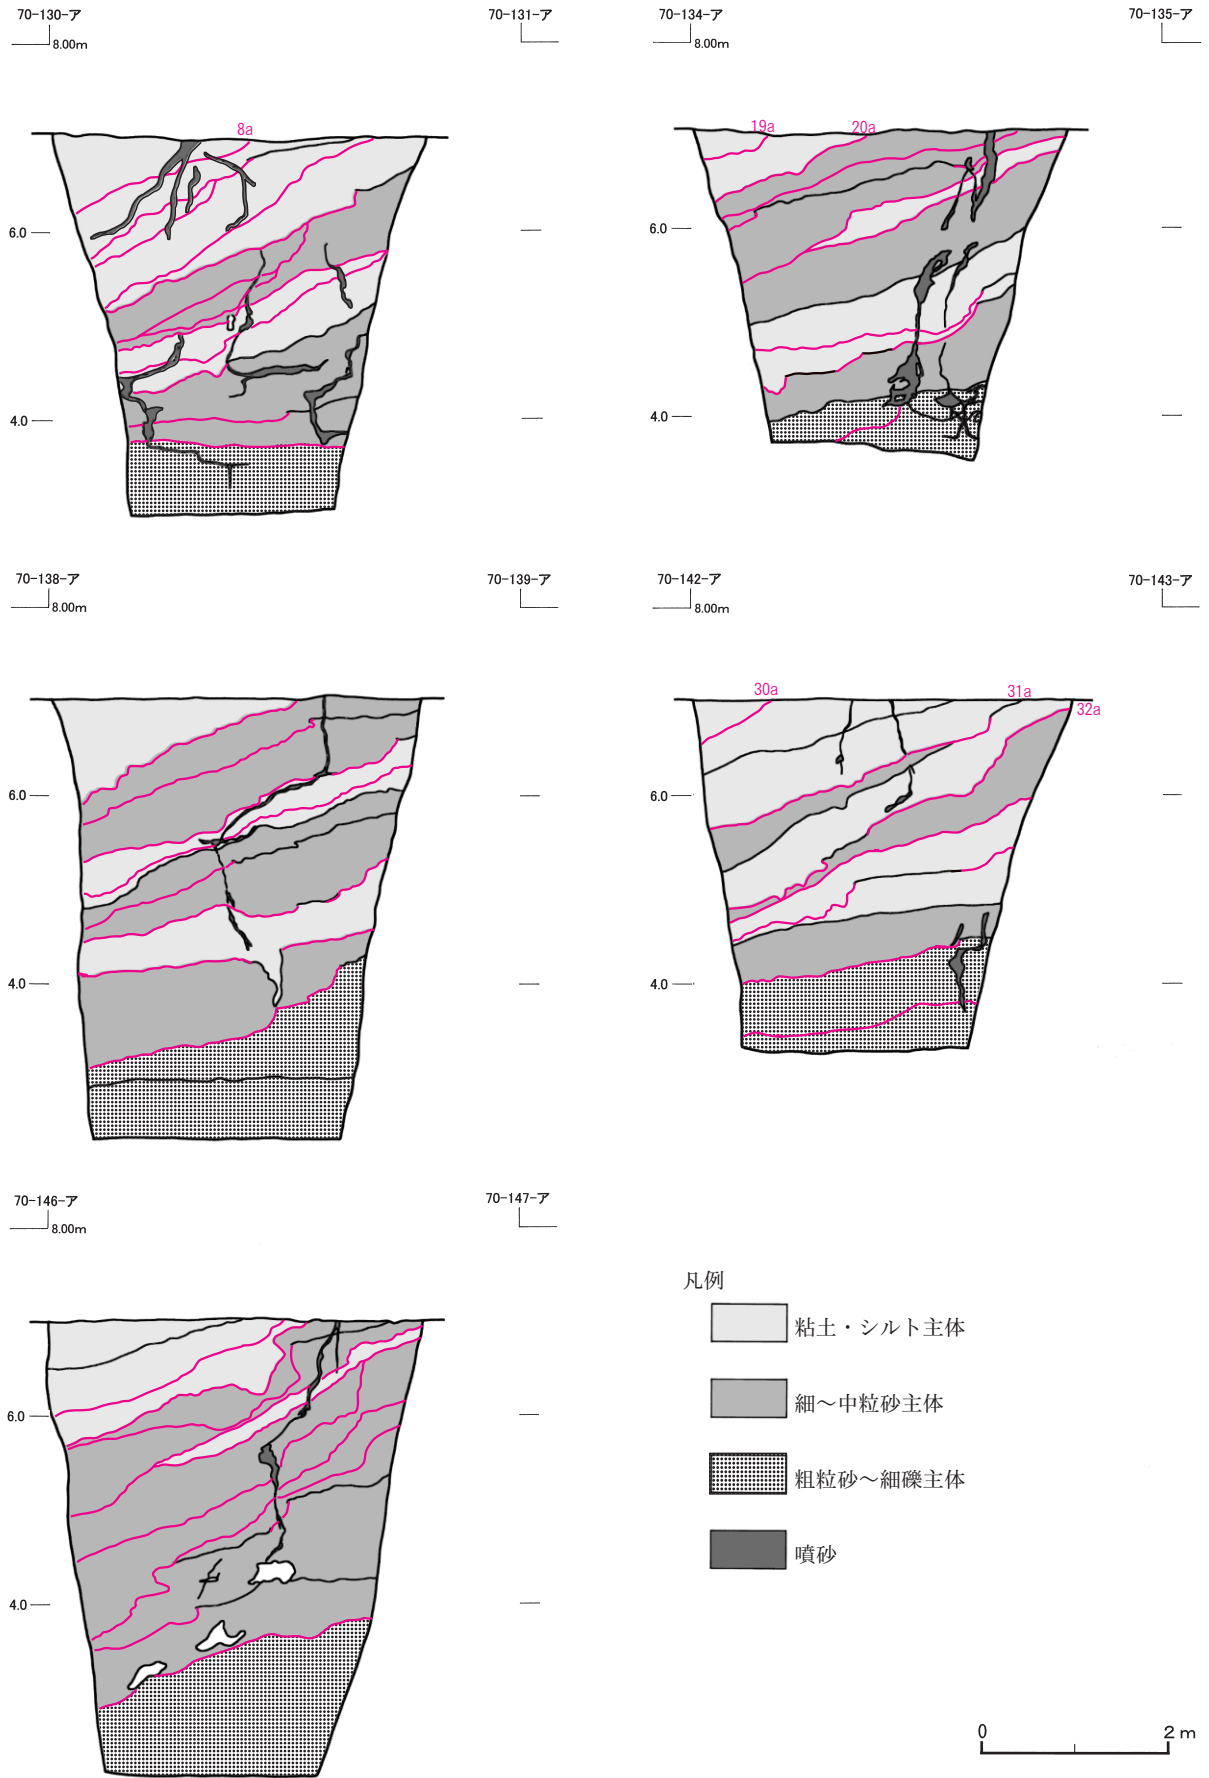 70-130-ア
70-131-ア
8.00m
8a
6.0
4.0
70-134-ア
70-135-ア
8.00m
19a
20a
6.0
4.0
70-138-ア
70-139-ア
8.00m
6.0
4.0
70-142-ア
70-143-ア
8.00m
30a
31a
32a
6.0
4.0
70-146-ア
70-147-ア
8.00m
6.0
4.0
凡例
粘土・シルト主体
細～中粒砂主体
粗粒砂～細礫主体
噴砂
0 2 m